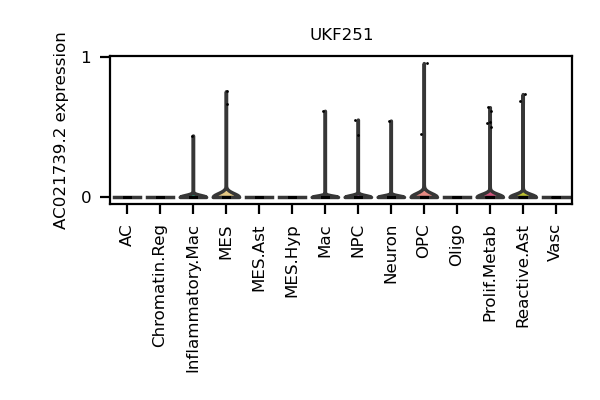 UKF251
AC021739.2 expression
1
0
AC
Chromatin.Reg
Inflammatory.Mac
MES
MES.Ast
MES.Hyp
Mac
NPC
Neuron
OPC
Oligo
Prolif.Metab
Reactive.Ast
Vasc